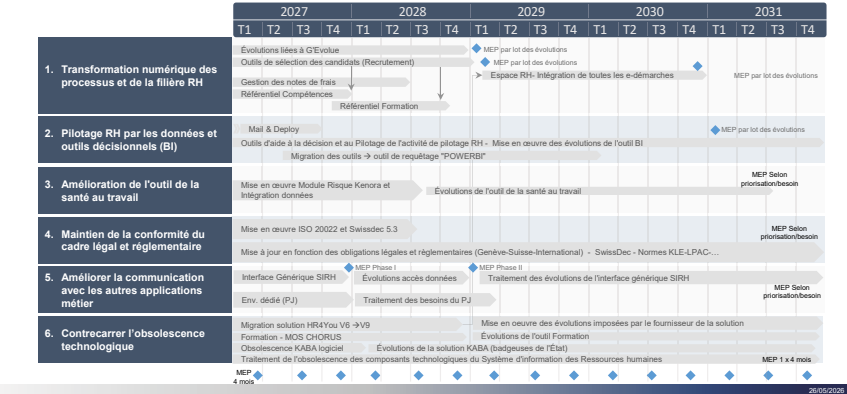 2027 2028 2029 2030 2031
T1 T2 T3 T4 T1 T2 T3 T4 T1 T2 T3 T4 T1 T2 T3 T4 T1 T2 T3 T4
1. Transformation numérique des
processus et de la filière RH
Évolutions liées à G'Evolue
MEP par lot des évolutions
Outils de sélection des candidats (Recrutement)
MEP par lot des évolutions
Espace RH- Intégration de toutes les e-démarches
MEP par lot des évolutions
Gestion des notes de frais
Référentiel Compétences
Référentiel Formation
2. Pilotage RH par les données et
outils décisionnels (BI)
Mail & Deploy
MEP par lot des évolutions
Outils d'aide à la décision et au Pilotage de l'activité de pilotage RH - Mise en œuvre des évolutions de l'outil BI
Migration des outils → outil de requêtage "POWERBI"
3. Amélioration de l'outil de la
santé au travail
Mise en œuvre Module Risque Kenora et
Intégration données
Évolutions de l'outil de la santé au travail
MEP Selon
priorisation/besoin
4. Maintien de la conformité du
cadre légal et réglementaire
Mise en œuvre ISO 20022 et Swissdec 5.3
MEP Selon
priorisation/besoin
Mise à jour en fonction des obligations légales et règlementaires (Genève-Suisse-International) - SwissDec - Normes KLE-LPAC-…
5. Améliorer la communication
avec les autres applications
métier
MEP Phase I
MEP Phase II
Interface Générique SIRH
Évolutions accès données
Traitement des évolutions de l'interface générique SIRH
MEP Selon
priorisation/besoin
Env. dédié (PJ)
Traitement des besoins du PJ
6. Contrecarrer l'obsolescence
technologique
Migration solution HR4You V6 →V9
Mise en oeuvre des évolutions imposées par le fournisseur de la solution
Formation - MOS CHORUS
Évolutions de l'outil Formation
Obsolescence KABA logiciel
Évolutions de la solution KABA (badgeuses de l'État)
Traitement de l'obsolescence des composants technologiques du Système d'information des Ressources humaines
MEP 1 x 4 mois
MEP
4 mois
26/05/2026